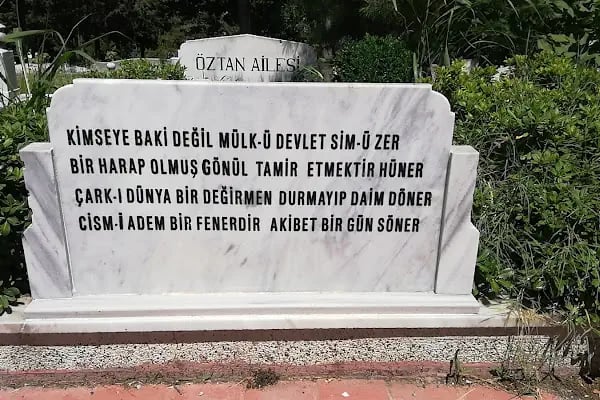 ÖZTAN AİLESİ
KİMSEYE BAKİ DEĞİL MÜLK-Ü DEVLET SİM-Ü ZER
BİR HARAP OLMUŞ GÖNÜL TAMİR ETMEKTİR HÜNER
ÇARK-I DÜNYA BİR DEĞİRMEN DURMAYIP DAİM DÖNER
CİSM-İ ADEM BİR FENERDİR AKİBET BİR GÜN SÖNER